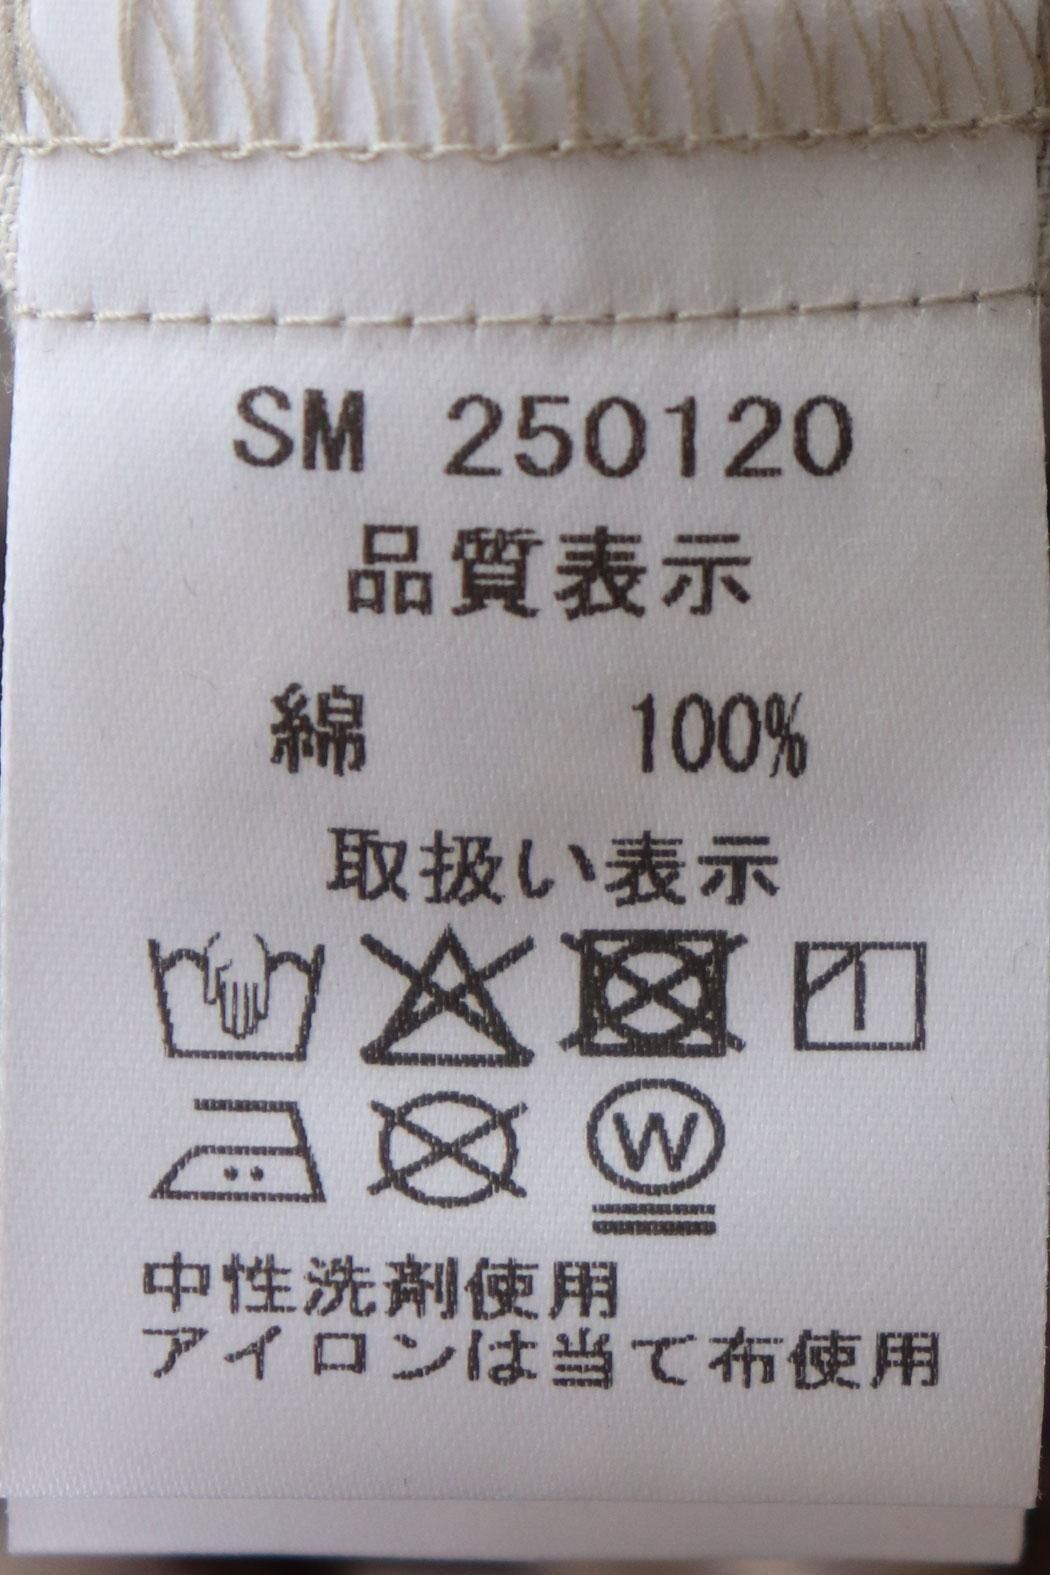 SM 250120
品質表示
綿 100%
取扱い表示
W
中性洗剤使用
アイロンは当て布使用